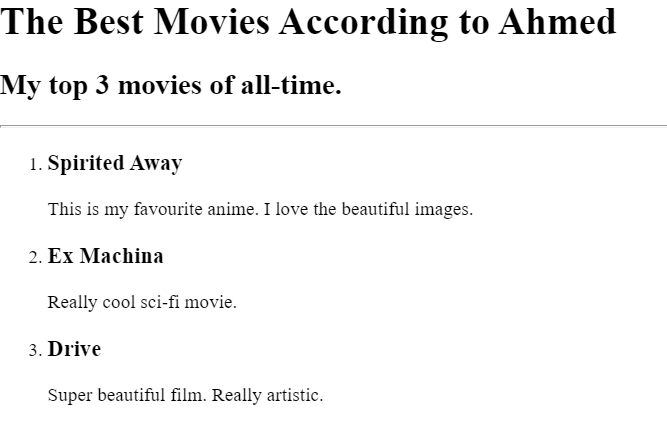 The Best Movies According to Ahmed
My top 3 movies of all-time.
1. Spirited Away
This is my favourite anime. I love the beautiful images.
2. Ex Machina
Really cool sci-fi movie.
3. Drive
Super beautiful film. Really artistic.